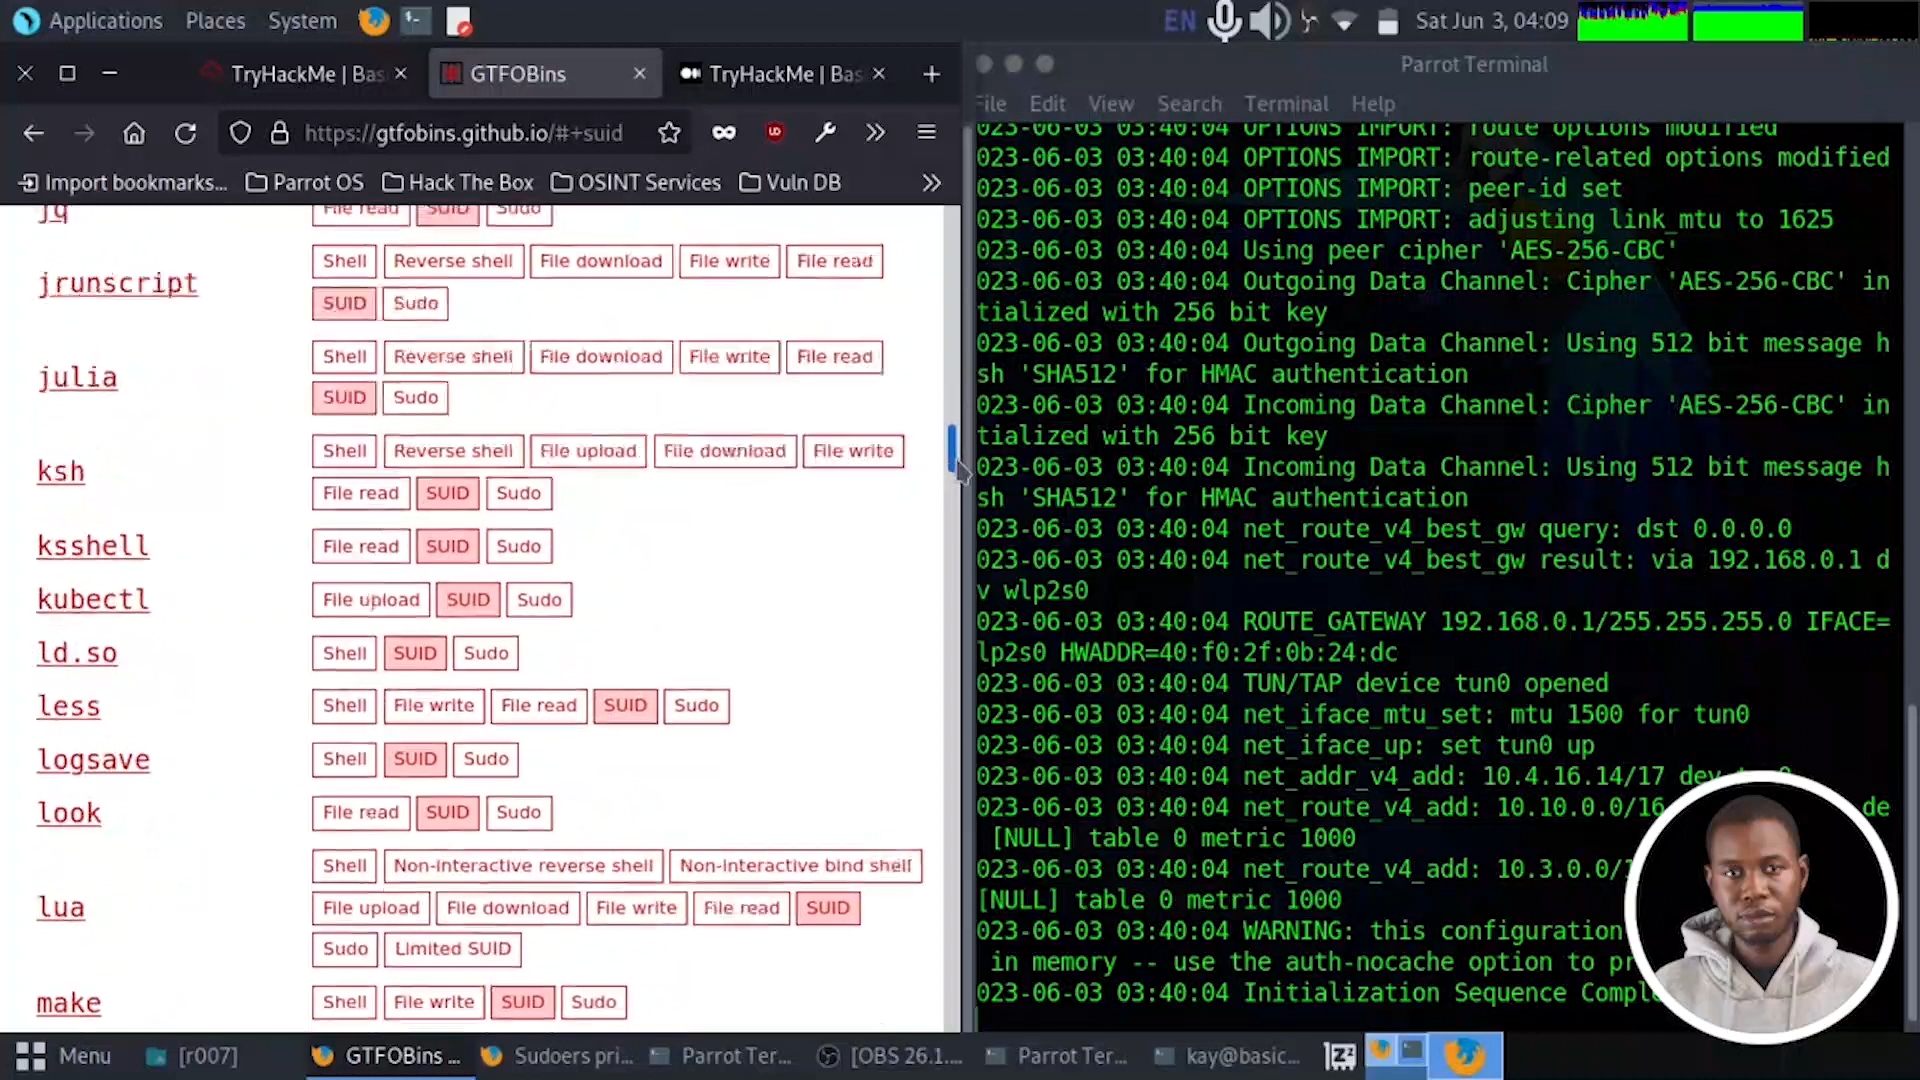 Applications Places System
EN Sat Jun 3, 04:09
TryHackMe | Bas
GTFOBins
TryHackMe | Bas
https://gtfobins.github.io/#+suid
Import bookmarks... Parrot OS Hack The Box OSINT Services Vuln DB
jq File read SUID Sudo
jrunscript Shell Reverse shell File download File write File read
SUID Sudo
julia Shell Reverse shell File download File write File read
SUID Sudo
ksh Shell Reverse shell File upload File download File write
File read SUID Sudo
ksshell File read SUID Sudo
kubectl File upload SUID Sudo
ld.so Shell SUID Sudo
less Shell File write File read SUID Sudo
logsave Shell SUID Sudo
look File read SUID Sudo
lua Shell Non-interactive reverse shell Non-interactive bind shell
File upload File download File write File read SUID
Sudo Limited SUID
make Shell File write SUID Sudo
Parrot Terminal
File Edit View Search Terminal Help
023-06-03 03:40:04 OPTIONS IMPORT: route options modified
023-06-03 03:40:04 OPTIONS IMPORT: route-related options modified
023-06-03 03:40:04 OPTIONS IMPORT: peer-id set
023-06-03 03:40:04 OPTIONS IMPORT: adjusting link_mtu to 1625
023-06-03 03:40:04 Using peer cipher 'AES-256-CBC'
023-06-03 03:40:04 Outgoing Data Channel: Cipher 'AES-256-CBC' in
tialized with 256 bit key
023-06-03 03:40:04 Outgoing Data Channel: Using 512 bit message h
sh 'SHA512' for HMAC authentication
023-06-03 03:40:04 Incoming Data Channel: Cipher 'AES-256-CBC' in
tialized with 256 bit key
023-06-03 03:40:04 Incoming Data Channel: Using 512 bit message h
sh 'SHA512' for HMAC authentication
023-06-03 03:40:04 net_route_v4_best_gw query: dst 0.0.0.0
023-06-03 03:40:04 net_route_v4_best_gw result: via 192.168.0.1 d
v wlp2s0
023-06-03 03:40:04 ROUTE_GATEWAY 192.168.0.1/255.255.255.0 IFACE=
lp2s0 HWADDR=40:f0:2f:0b:24:dc
023-06-03 03:40:04 TUN/TAP device tun0 opened
023-06-03 03:40:04 net_iface_mtu_set: mtu 1500 for tun0
023-06-03 03:40:04 net_iface_up: set tun0 up
023-06-03 03:40:04 net_addr_v4_add: 10.4.16.14/17 dev
023-06-03 03:40:04 net_route_v4_add: 10.10.0.0/16 de
[NULL] table 0 metric 1000
023-06-03 03:40:04 net_route_v4_add: 10.3.0.0/
[NULL] table 0 metric 1000
023-06-03 03:40:04 WARNING: this configuration
in memory -- use the auth-nocache option to pr
023-06-03 03:40:04 Initialization Sequence Compl
Menu [r007] GTFOBins ... Sudoers pri... Parrot Ter... [OBS 26.1.... Parrot Ter... kay@basic...